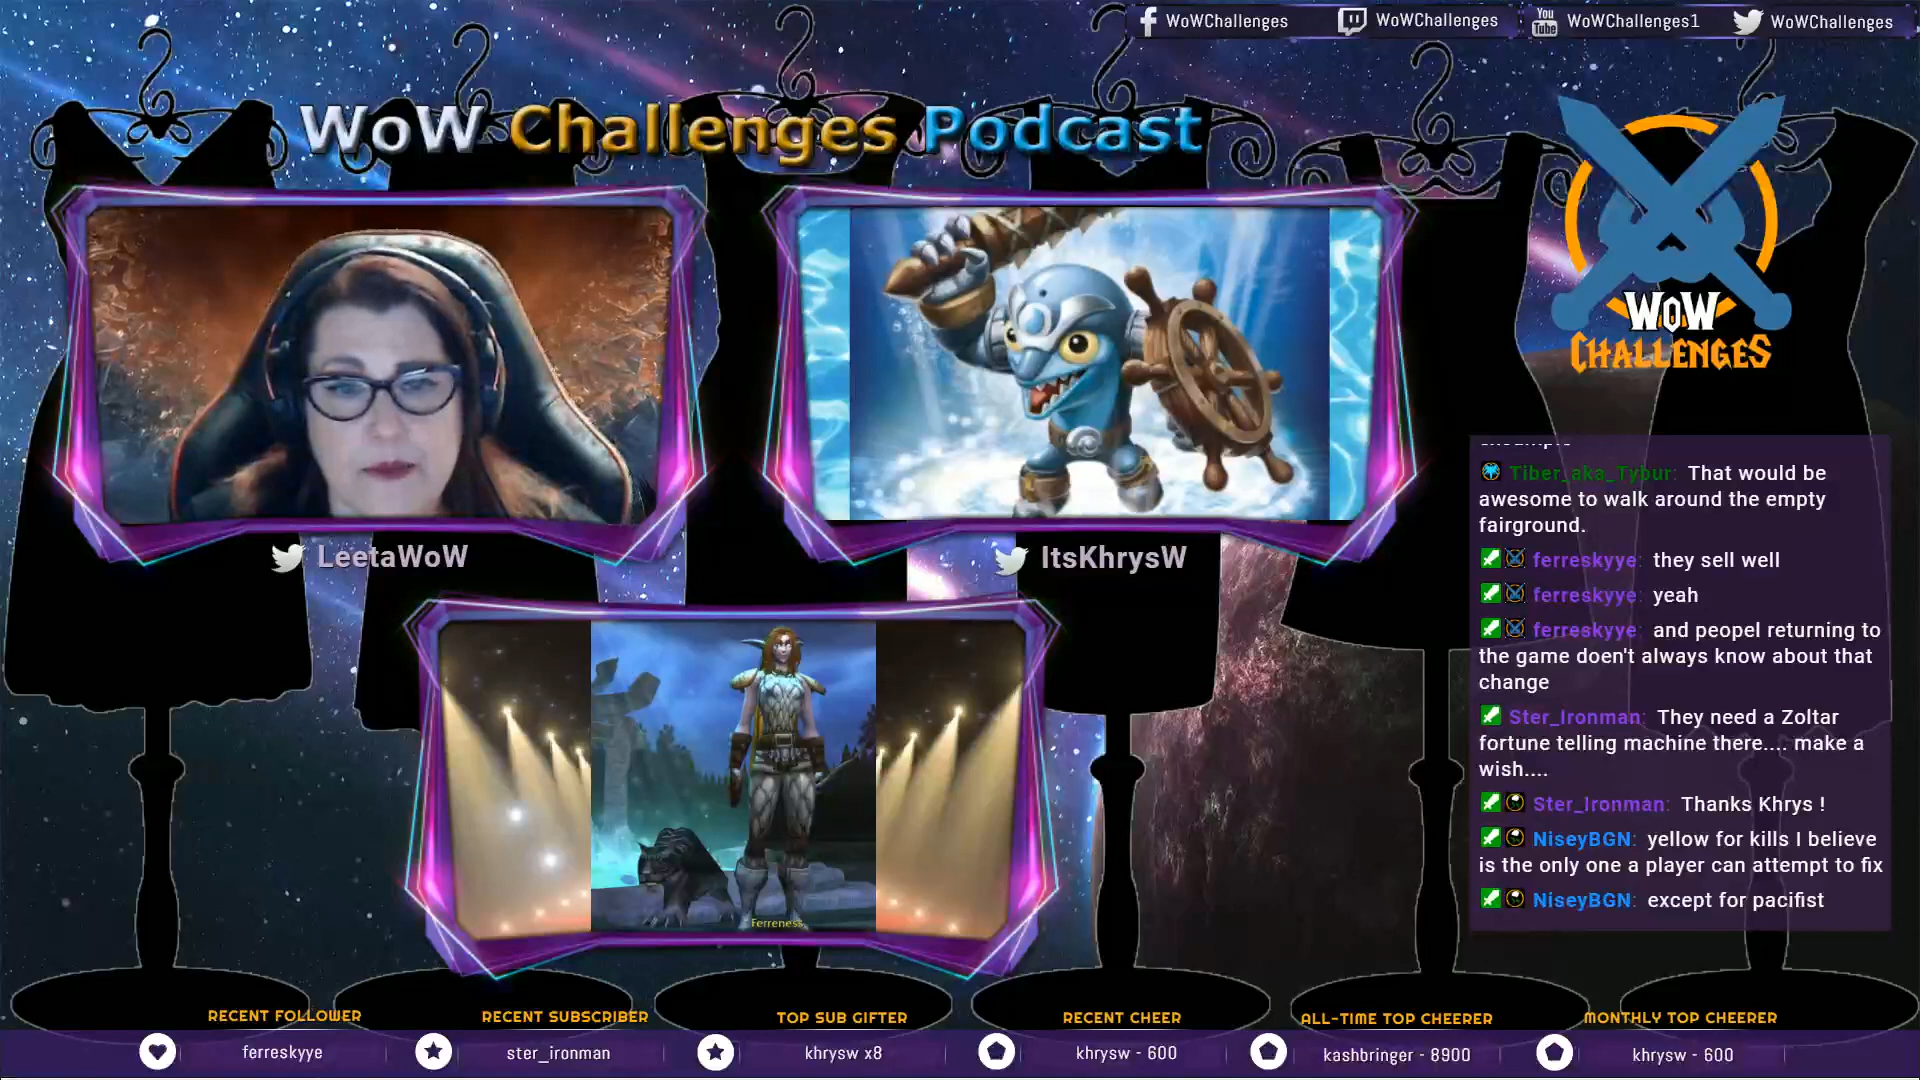 WoWChallenges
WoWChallenges
You Tube WoWChallenges1
WoWChallenges
WoW Challenges Podcast
WoW
CHALLENGES
LeetaWoW
ItsKhrysW
Ferreness
Tiber_aka_Tybur: That would be
awesome to walk around the empty
fairground.
ferreskyye: they sell well
ferreskyye: yeah
ferreskyye: and peopel returning to
the game doen't always know about that
change
Ster_Ironman: They need a Zoltar
fortune telling machine there.... make a
wish....
Ster_Ironman: Thanks Khrys !
NiseyBGN: yellow for kills I believe
is the only one a player can attempt to fix
NiseyBGN: except for pacifist
RECENT FOLLOWER
ferreskyye
RECENT SUBSCRIBER
ster_ironman
TOP SUB GIFTER
khrysw x8
RECENT CHEER
khrysw - 600
ALL-TIME TOP CHEERER
kashbringer - 8900
MONTHLY TOP CHEERER
khrysw - 600